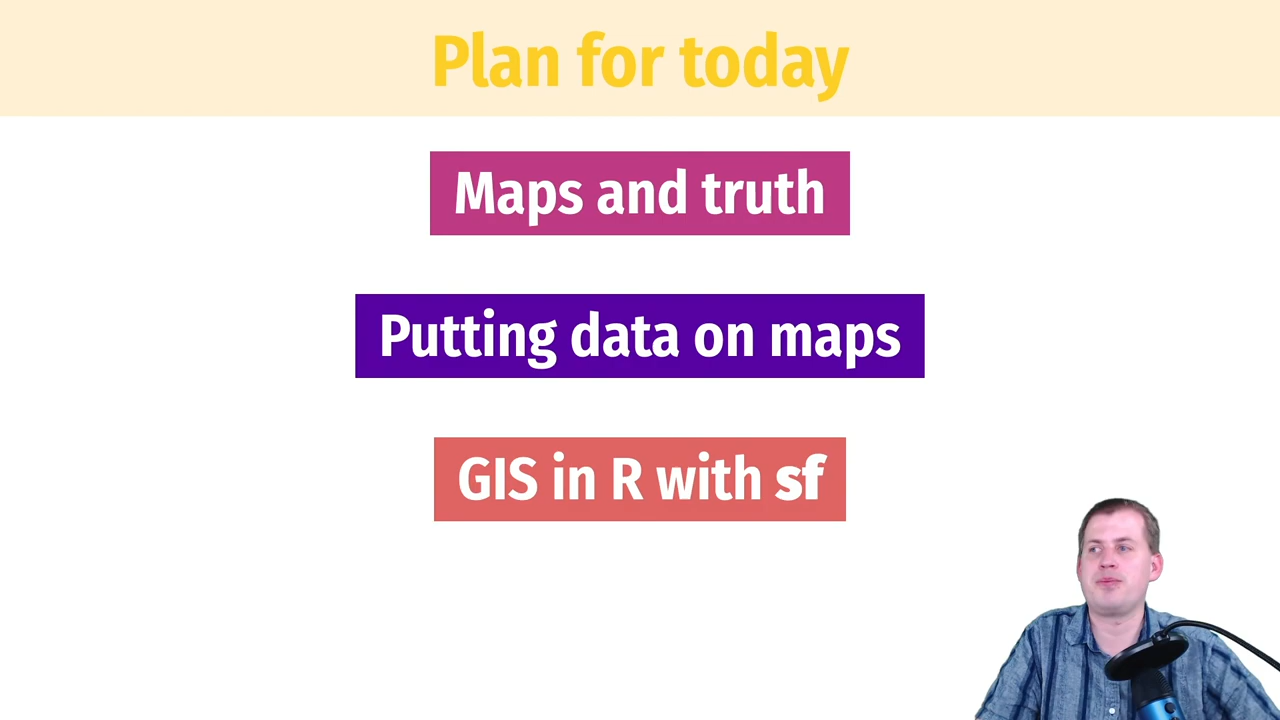 Plan for today
Maps and truth
Putting data on maps
GIS in R with sf